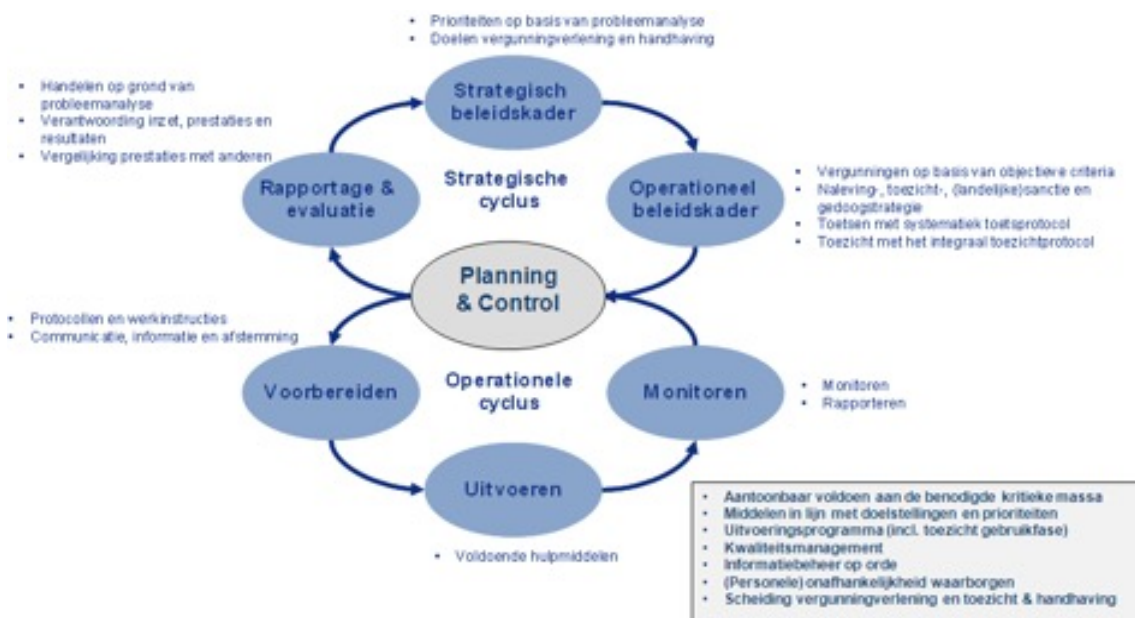 • Prioriteiten op basis van probleemanalyse
• Doelen vergunningverlening en handhaving
• Handelen op grond van
probleemanalyse
• Verantwoording inzet, prestaties en
resultaten
• Vergelijking prestaties met anderen
Strategisch
beleidskader
Rapportage &
evaluatie
Strategische
cyclus
Operationeel
beleidskader
• Vergunningen op basis van objectieve criteria
• Naleving-, toezicht-, (landelijke)sanctie en
gedoogstrategie
• Toetsen met systematiek toetsprotocol
• Toezicht met het integraal toezichtprotocol
Planning
& Control
• Protocollen en werkinstructies
• Communicatie, informatie en afstemming
Voorbereiden
Operationele
cyclus
Monitoren
• Monitoren
• Rapporteren
Uitvoeren
• Voldoende hulpmiddelen
• Aantoonbaar voldoen aan de benodigde kritieke massa
• Middelen in lijn met doelstellingen en prioriteiten
• Uitvoeringsprogramma (incl. toezicht gebruikfase)
• Kwaliteitsmanagement
• Informatiebeheer op orde
• (Personele) onafhankelijkheid waarborgen
• Scheiding vergunningverlening en toezicht & handhaving